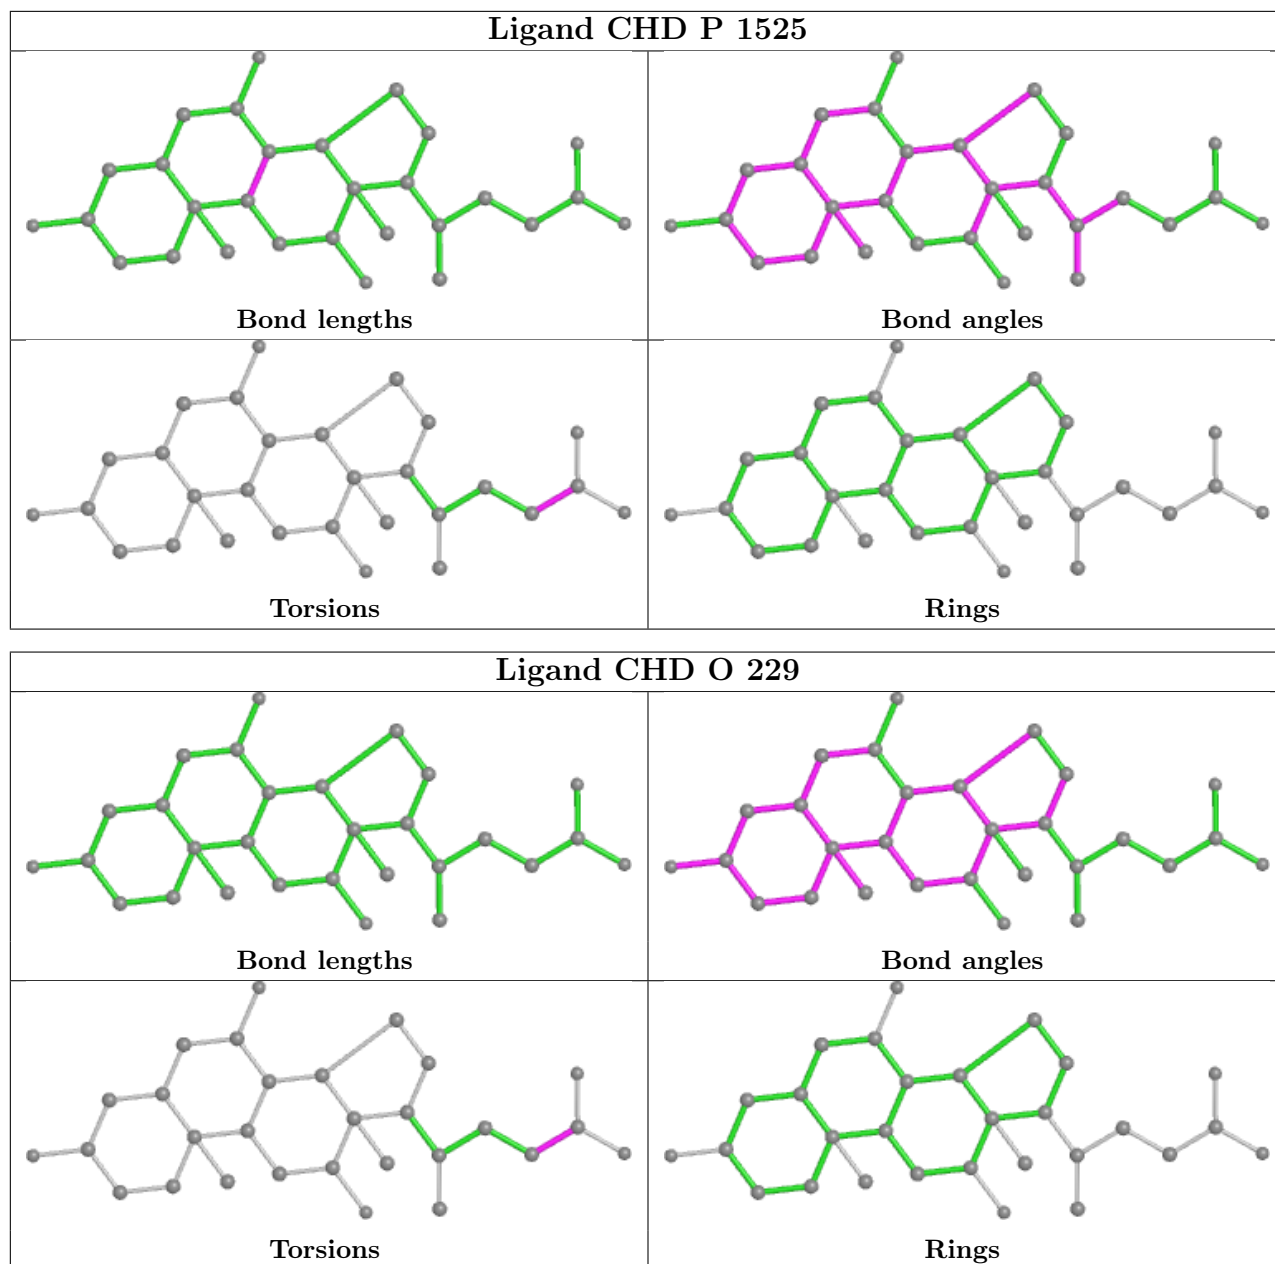 Ligand CHD P 1525
Bond lengths
Bond angles
Torsions
Rings
Ligand CHD O 229
Bond lengths
Bond angles
Torsions
Rings